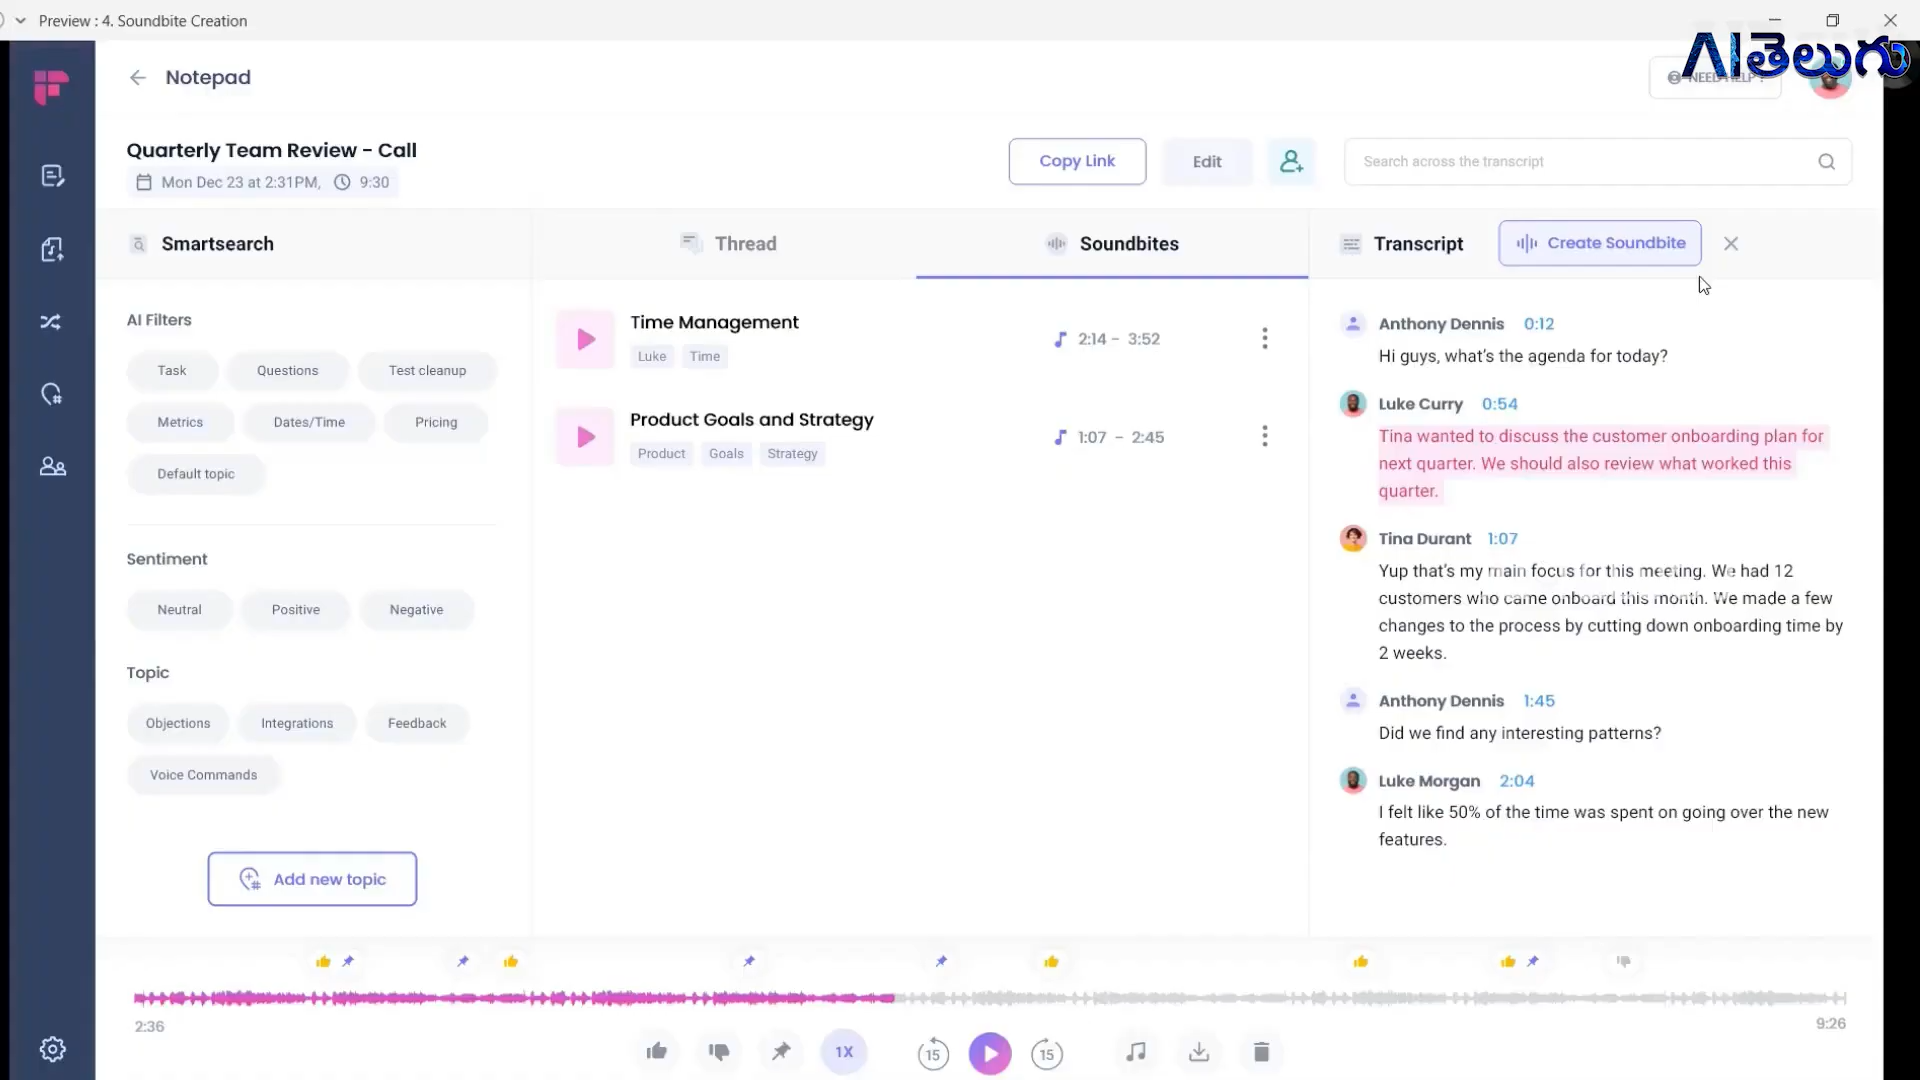 Preview : 4. Soundbite Creation
AIతెలుగు
Notepad
NEED HELP?
Quarterly Team Review - Call
Mon Dec 23 at 2:31PM, 9:30
Copy Link
Edit
Search across the transcript
Smartsearch
Thread
Soundbites
Transcript
Create Soundbite
AI Filters
Task
Questions
Test cleanup
Metrics
Dates/Time
Pricing
Default topic
Sentiment
Neutral
Positive
Negative
Topic
Objections
Integrations
Feedback
Voice Commands
Add new topic
Time Management
Luke
Time
2:14 - 3:52
Product Goals and Strategy
Product
Goals
Strategy
1:07 - 2:45
Anthony Dennis 0:12
Hi guys, what's the agenda for today?
Luke Curry 0:54
Tina wanted to discuss the customer onboarding plan for
next quarter. We should also review what worked this
quarter.
Tina Durant 1:07
Yup that's my main focus for this meeting. We had 12
customers who came onboard this month. We made a few
changes to the process by cutting down onboarding time by
2 weeks.
Anthony Dennis 1:45
Did we find any interesting patterns?
Luke Morgan 2:04
I felt like 50% of the time was spent on going over the new
features.
2:36
9:26
1X
15
15